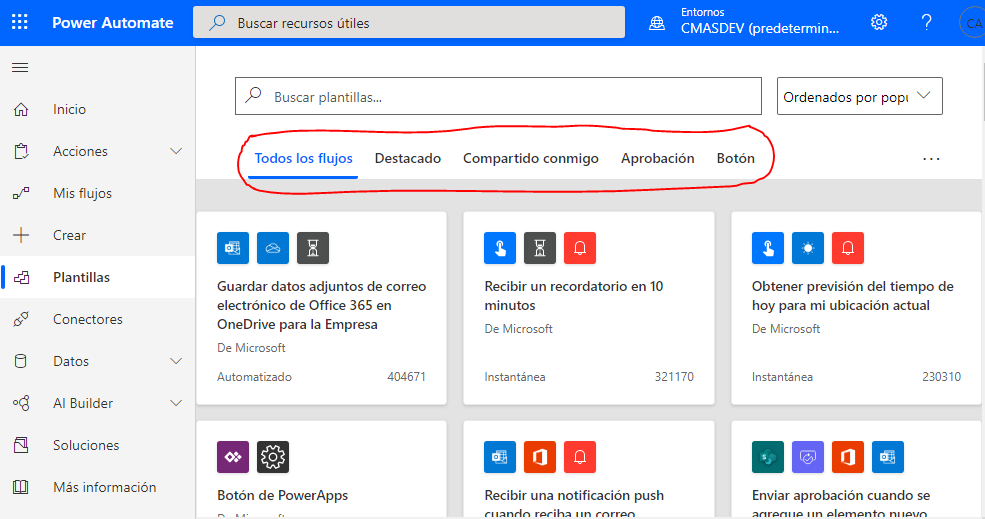 Power Automate
Buscar recursos útiles
Entornos
CMASDEV (predetermin...
CA
Inicio
Acciones
Mis flujos
Crear
Plantillas
Conectores
Datos
AI Builder
Soluciones
Más información
Buscar plantillas...
Ordenados por popu
Todos los flujos Destacado Compartido conmigo Aprobación Botón
Guardar datos adjuntos de correo
electrónico de Office 365 en
OneDrive para la Empresa
De Microsoft
Automatizado 404671
Recibir un recordatorio en 10
minutos
De Microsoft
Instantánea 321170
Obtener previsión del tiempo de
hoy para mi ubicación actual
De Microsoft
Instantánea 230310
Botón de PowerApps
De Microsoft
Recibir una notificación push
cuando reciba un correo
Enviar aprobación cuando se
agregue un elemento nuevo